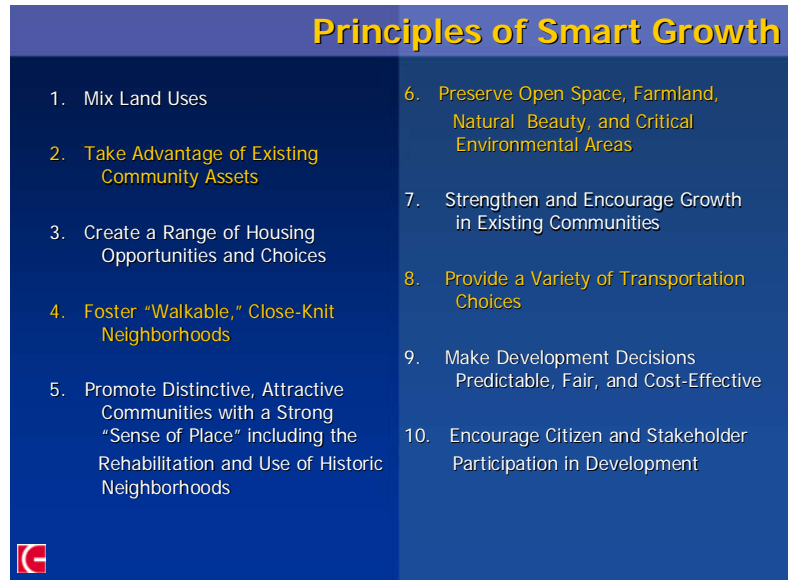 Principles of Smart Growth
1. Mix Land Uses
2. Take Advantage of Existing
Community Assets
3. Create a Range of Housing
Opportunities and Choices
4. Foster “Walkable,” Close-Knit
Neighborhoods
5. Promote Distinctive, Attractive
Communities with a Strong
“Sense of Place” including the
Rehabilitation and Use of Historic
Neighborhoods
6. Preserve Open Space, Farmland,
Natural Beauty, and Critical
Environmental Areas
7. Strengthen and Encourage Growth
in Existing Communities
8. Provide a Variety of Transportation
Choices
9. Make Development Decisions
Predictable, Fair, and Cost-Effective
10. Encourage Citizen and Stakeholder
Participation in Development